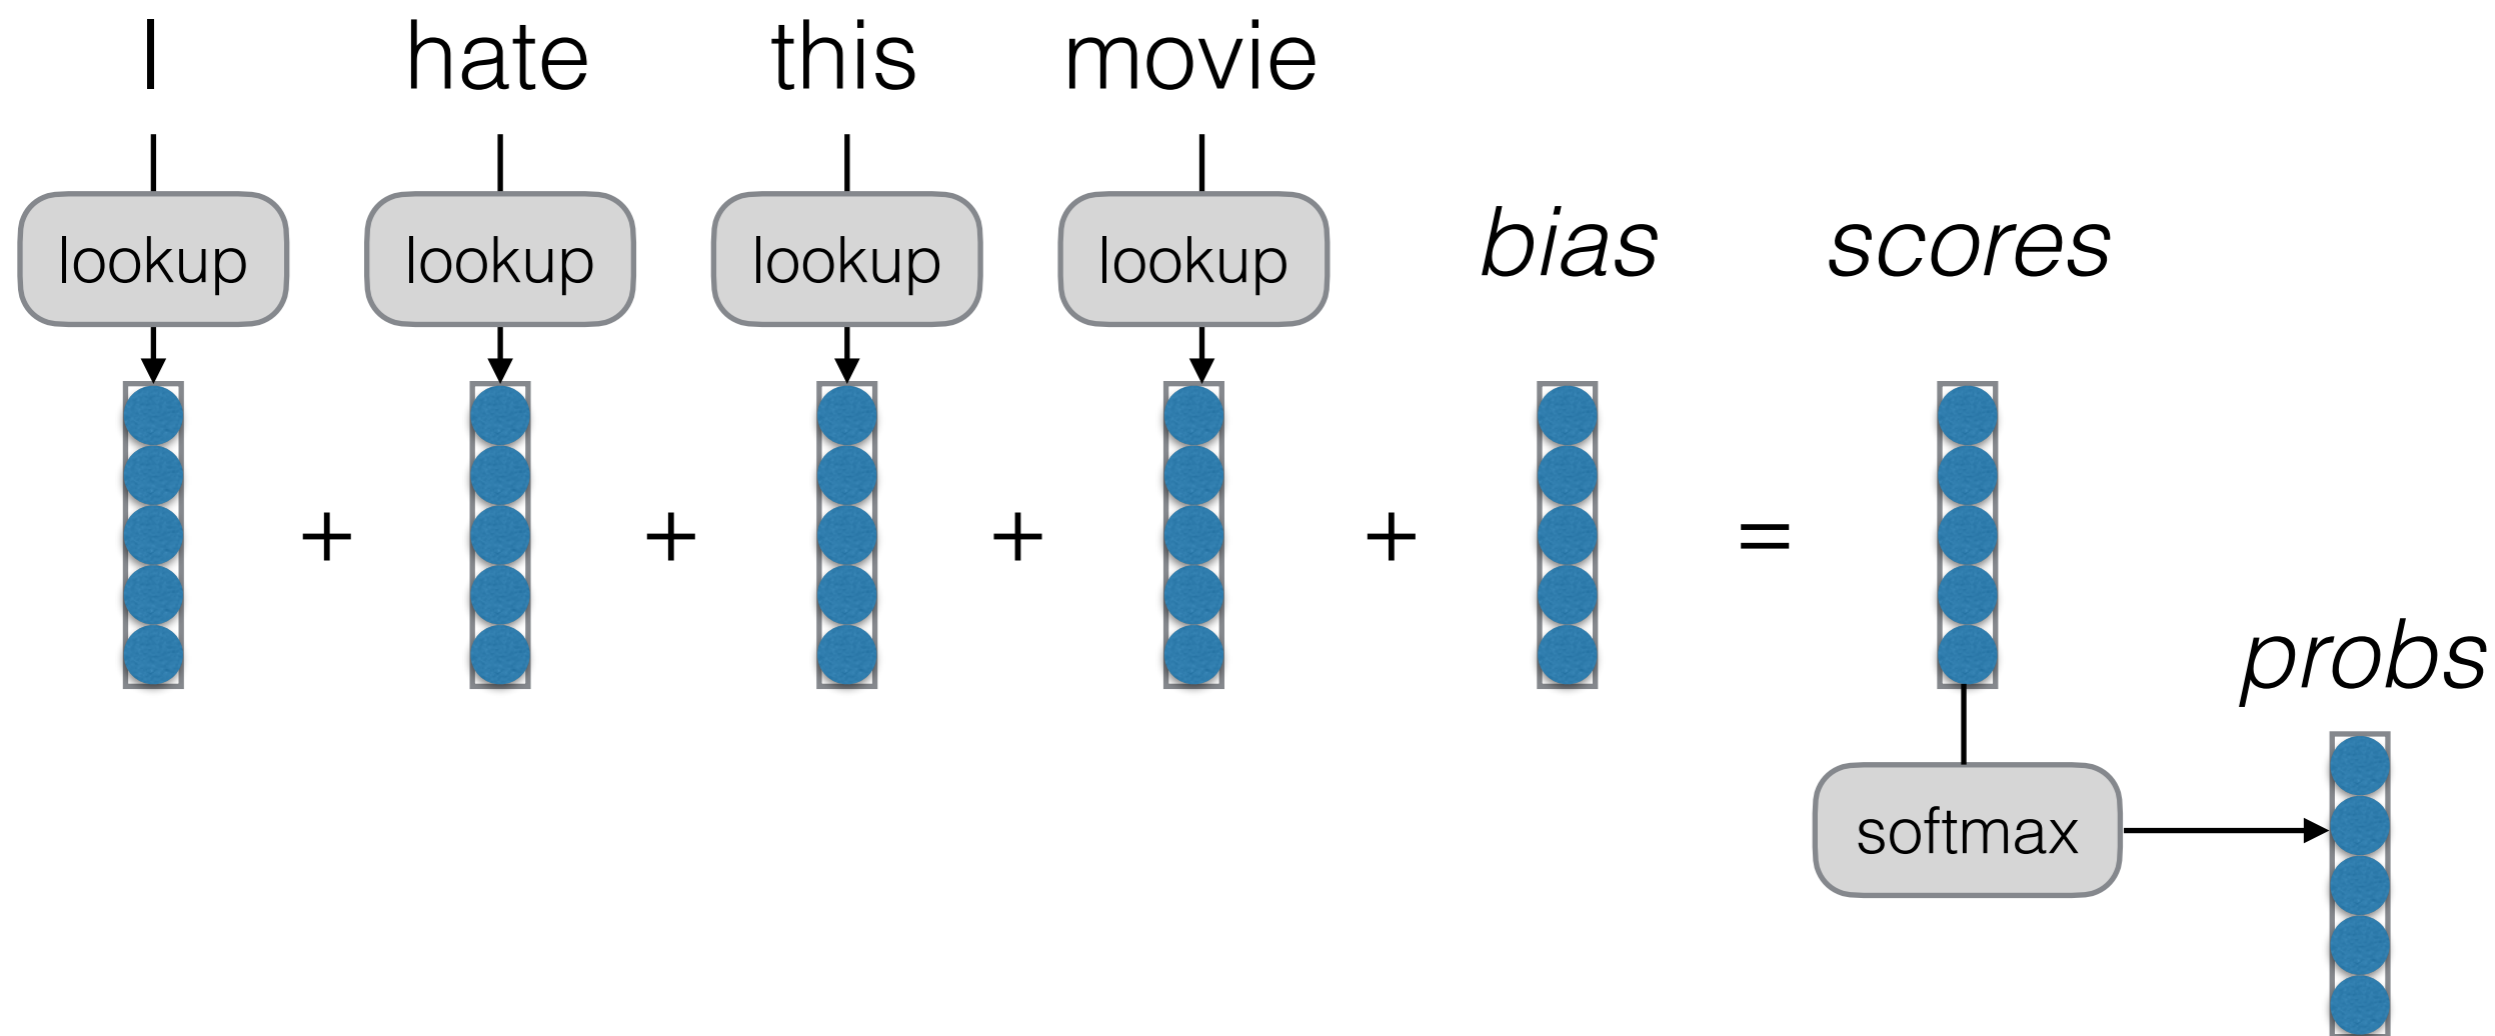 I hate this movie
lookup lookup lookup lookup bias scores
+ + + + =
probs
softmax